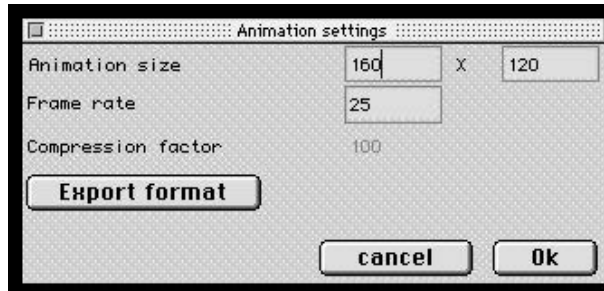 Animation settings
Animation size 160 X 120
Frame rate 25
Compression factor 100
Export format
cancel Ok